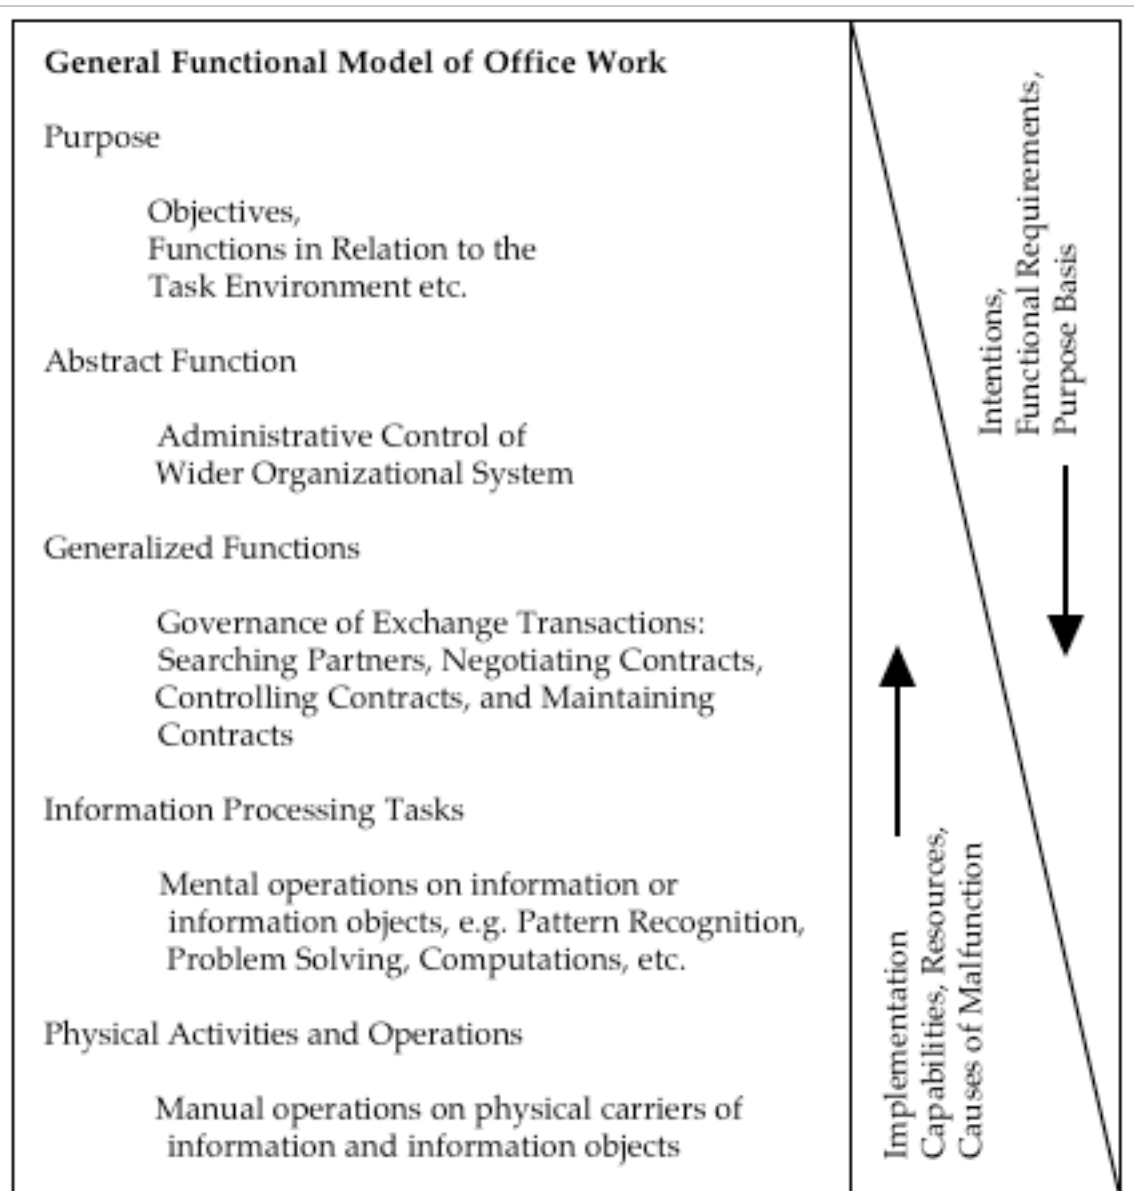 General Functional Model of Office Work
Purpose
Objectives,
Functions in Relation to the
Task Environment etc.
Abstract Function
Administrative Control of
Wider Organizational System
Generalized Functions
Governance of Exchange Transactions:
Searching Partners, Negotiating Contracts,
Controlling Contracts, and Maintaining
Contracts
Information Processing Tasks
Mental operations on information or
information objects, e.g. Pattern Recognition,
Problem Solving, Computations, etc.
Physical Activities and Operations
Manual operations on physical carriers of
information and information objects
Intentions,
Functional Requirements,
Purpose Basis
Implementation
Capabilities, Resources,
Causes of Malfunction